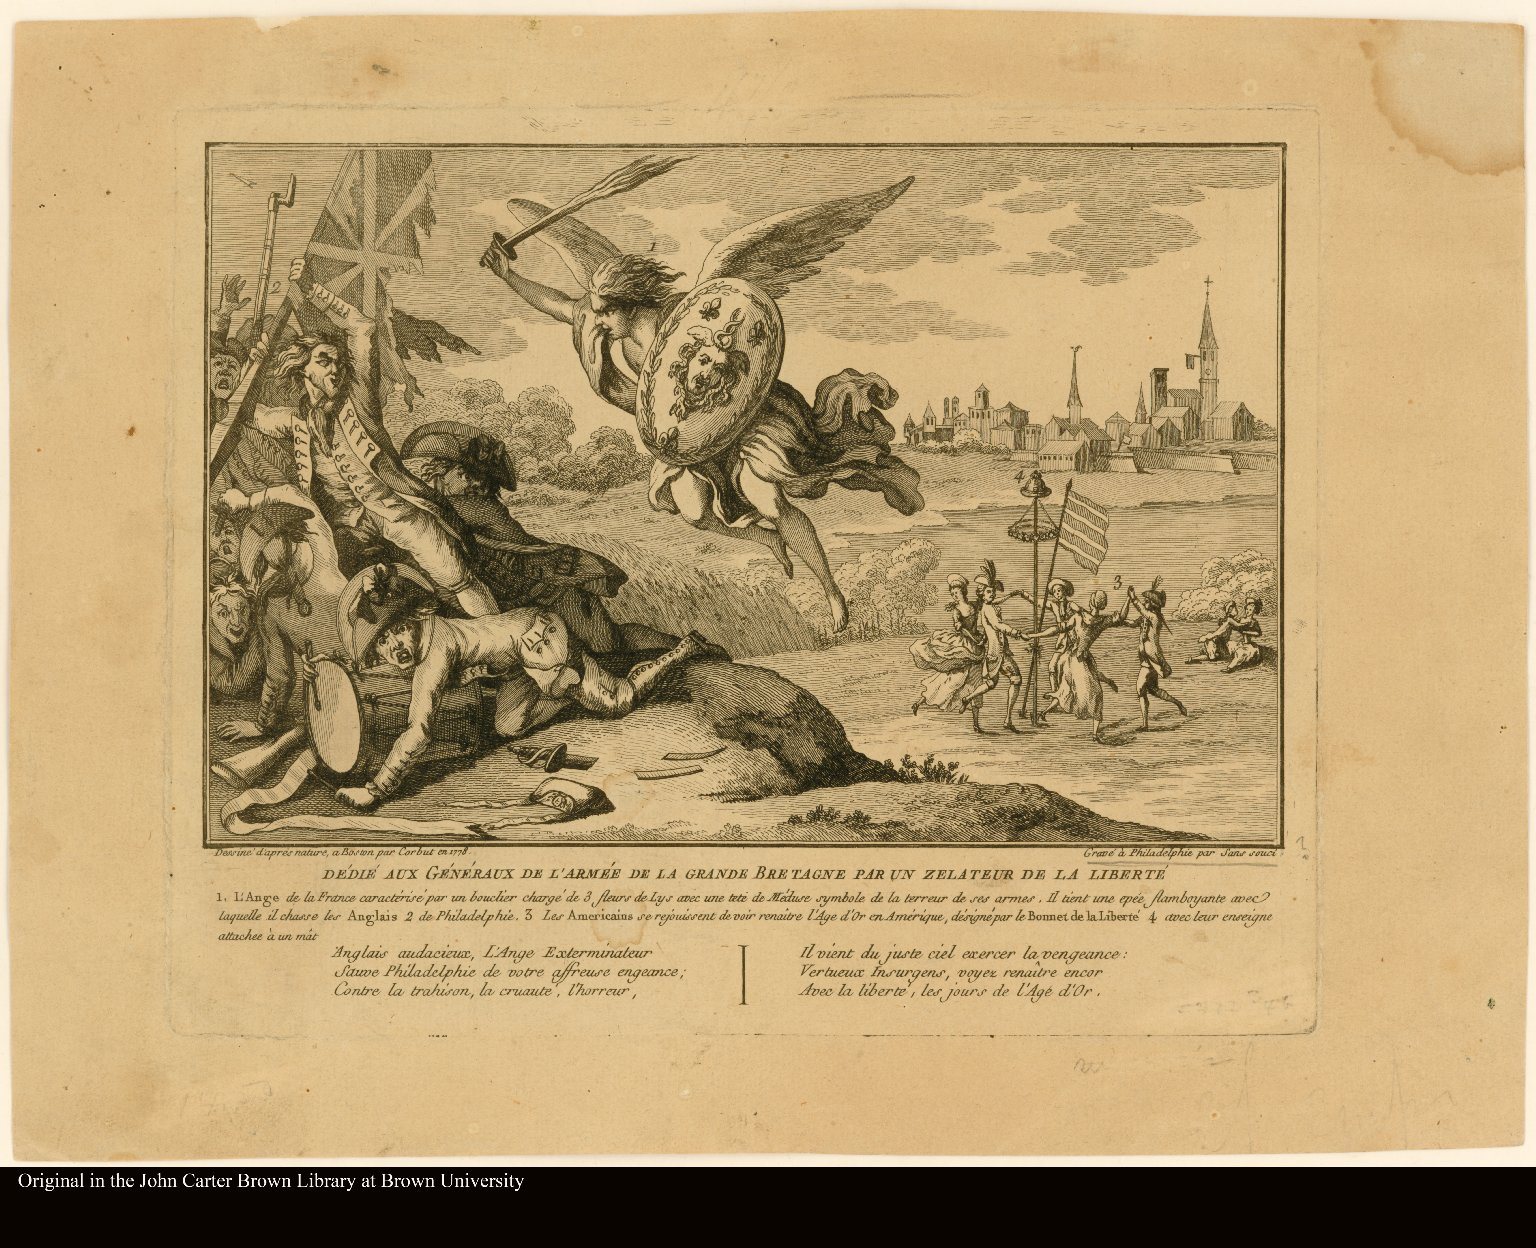 1
2
4
3
Dessiné d'après nature, a Boston par Corbut en 1778.
Gravé à Philadelphie par Sans souci
DÉDIÉ AUX GÉNÉRAUX DE L'ARMÉE DE LA GRANDE BRETAGNE PAR UN ZELATEUR DE LA LIBERTÉ
1. L'Ange de la France caractérisé par un bouclier chargé de 3 fleurs de Lys avec une tete de Méduse symbole de la terreur de ses armes. Il tient une epée flamboyante avec
laquelle il chasse les Anglais 2 de Philadelphie. 3 Les Americains se rejouissent de voir renaître l'Age d'Or en Amérique, désigné par le Bonnet de la Liberté 4 avec leur enseigne
attachee à un mât
Anglais audacieux, L'Ange Exterminateur
Sauve Philadelphie de votre affreuse engeance;
Contre la trahison, la cruauté, l'horreur,
Il vient du juste ciel exercer la vengeance:
Vertueux Insurgens, voyez renaître encor
Avec la liberté, les jours de l'Age d'Or.
Original in the John Carter Brown Library at Brown University